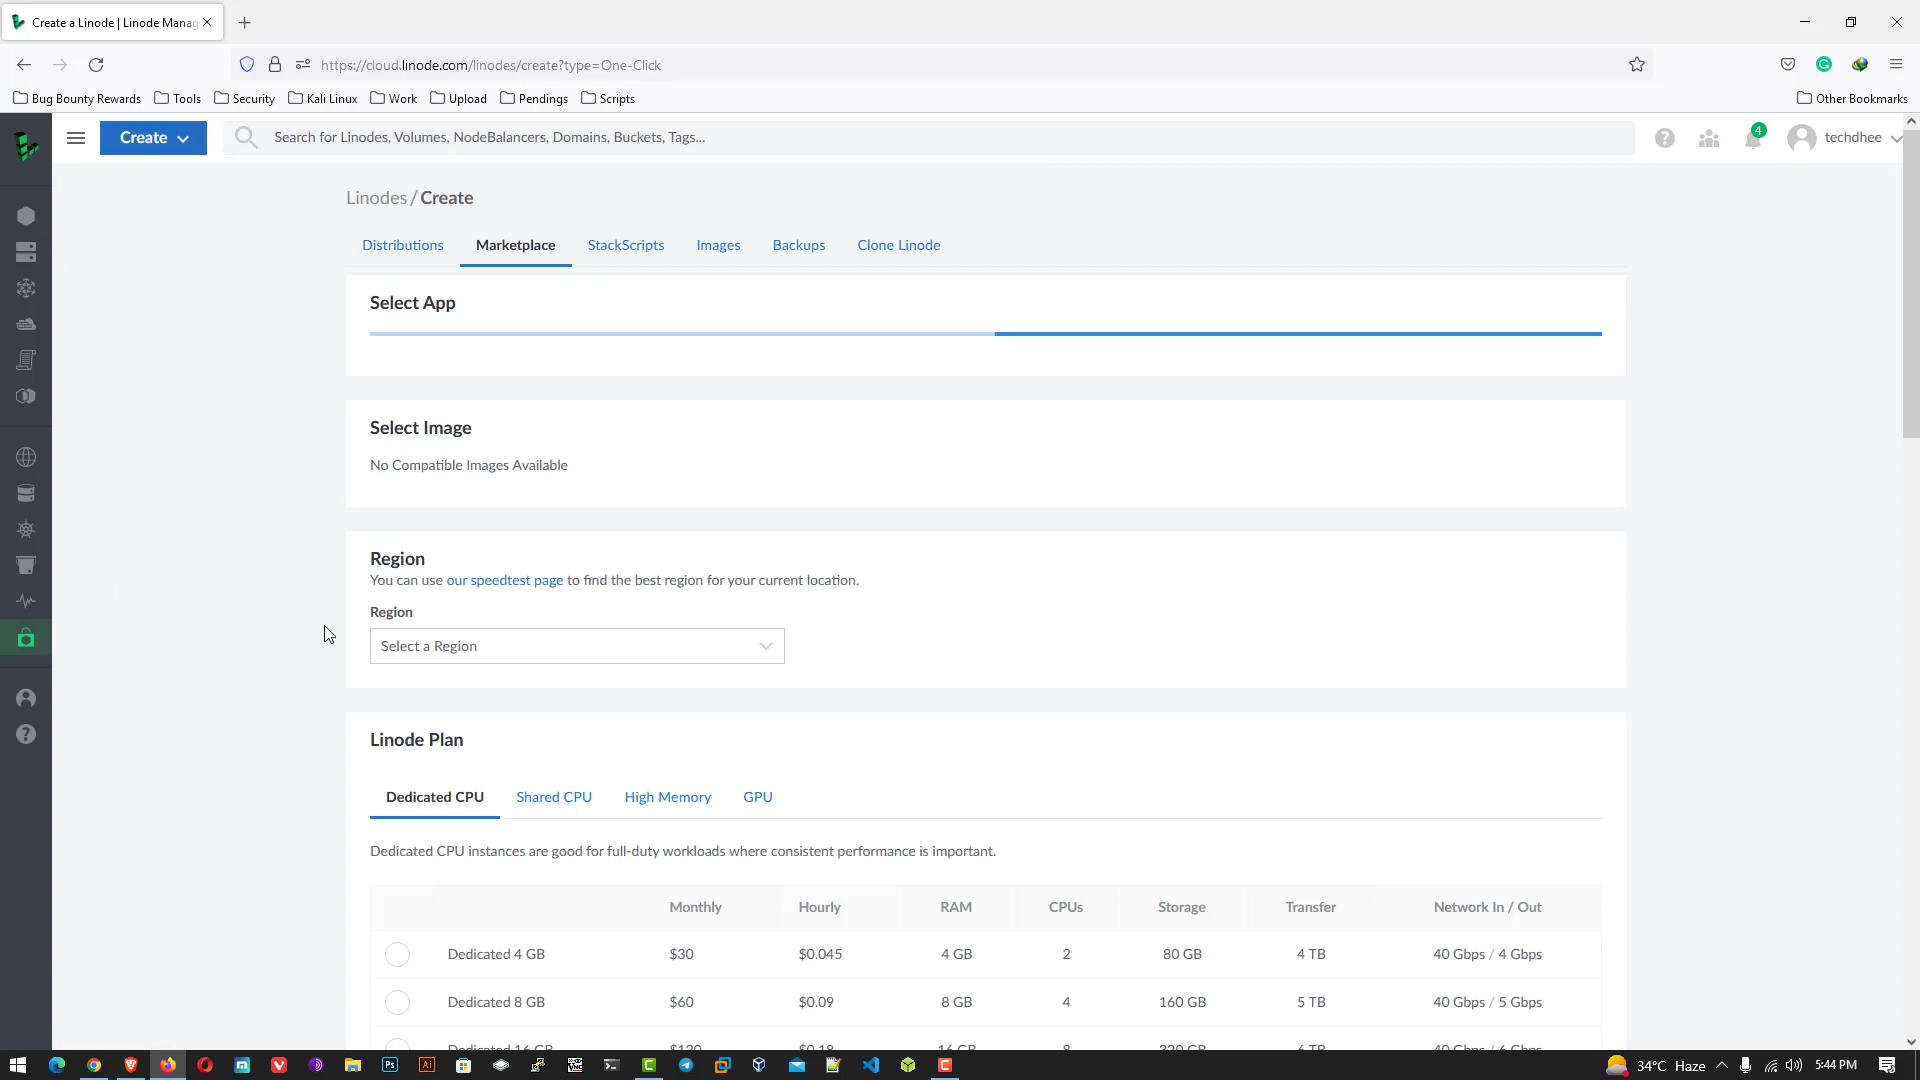 Create a Linode | Linode Manag
https://cloud.linode.com/linodes/create?type=One-Click
Bug Bounty Rewards
Tools
Security
Kali Linux
Work
Upload
Pendings
Scripts
Other Bookmarks
Create
Search for Linodes, Volumes, NodeBalancers, Domains, Buckets, Tags...
4
techdhee
Linodes / Create
Distributions
Marketplace
StackScripts
Images
Backups
Clone Linode
Select App
Select Image
No Compatible Images Available
Region
You can use our speedtest page to find the best region for your current location.
Region
Select a Region
Linode Plan
Dedicated CPU
Shared CPU
High Memory
GPU
Dedicated CPU instances are good for full-duty workloads where consistent performance is important.
Monthly Hourly RAM CPUs Storage Transfer Network In / Out
Dedicated 4 GB $30 $0.045 4 GB 2 80 GB 4 TB 40 Gbps / 4 Gbps
Dedicated 8 GB $60 $0.09 8 GB 4 160 GB 5 TB 40 Gbps / 5 Gbps
Dedicated 16 GB $120 $0.18 16 GB 8 320 GB 6 TB 40 Gbps / 6 Gbps
34°C Haze
5:44 PM